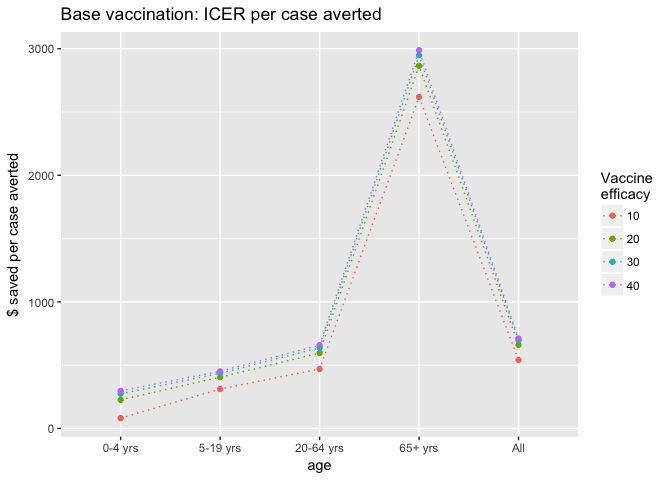 Base vaccination: ICER per case averted
3000
2000
1000
0
$ saved per case averted
0-4 yrs
5-19 yrs
20-64 yrs
65+ yrs
All
age
Vaccine
efficacy
10
20
30
40